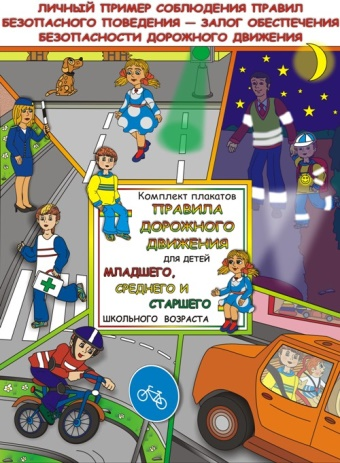 ЛИЧНЫЙ ПРИМЕР СОБЛЮДЕНИЯ ПРАВИЛ
БЕЗОПАСНОГО ПОВЕДЕНИЯ — ЗАЛОГ ОБЕСПЕЧЕНИЯ
БЕЗОПАСНОСТИ ДОРОЖНОГО ДВИЖЕНИЯ
Комплект плакатов
ПРАВИЛА
ДОРОЖНОГО
ДВИЖЕНИЯ
ДЛЯ ДЕТЕЙ
МЛАДШЕГО,
СРЕДНЕГО И
СТАРШЕГО
ШКОЛЬНОГО ВОЗРАСТА